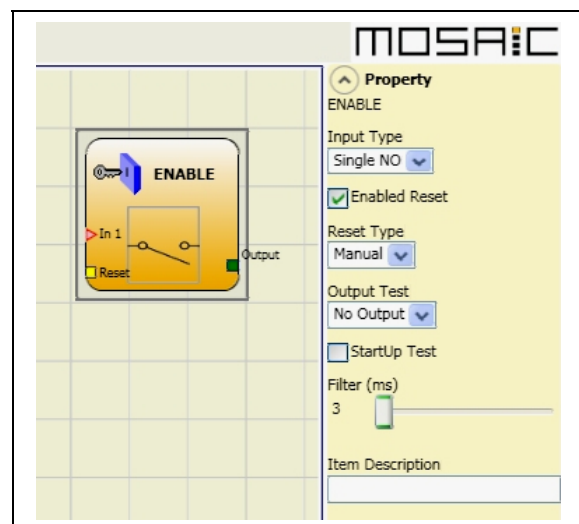 MOSAIC
Property
ENABLE
Input Type
Single NO
Enabled Reset
Reset Type
Manual
Output Test
No Output
StartUp Test
Filter (ms)
3
Item Description
ENABLE
In 1
Output
Reset